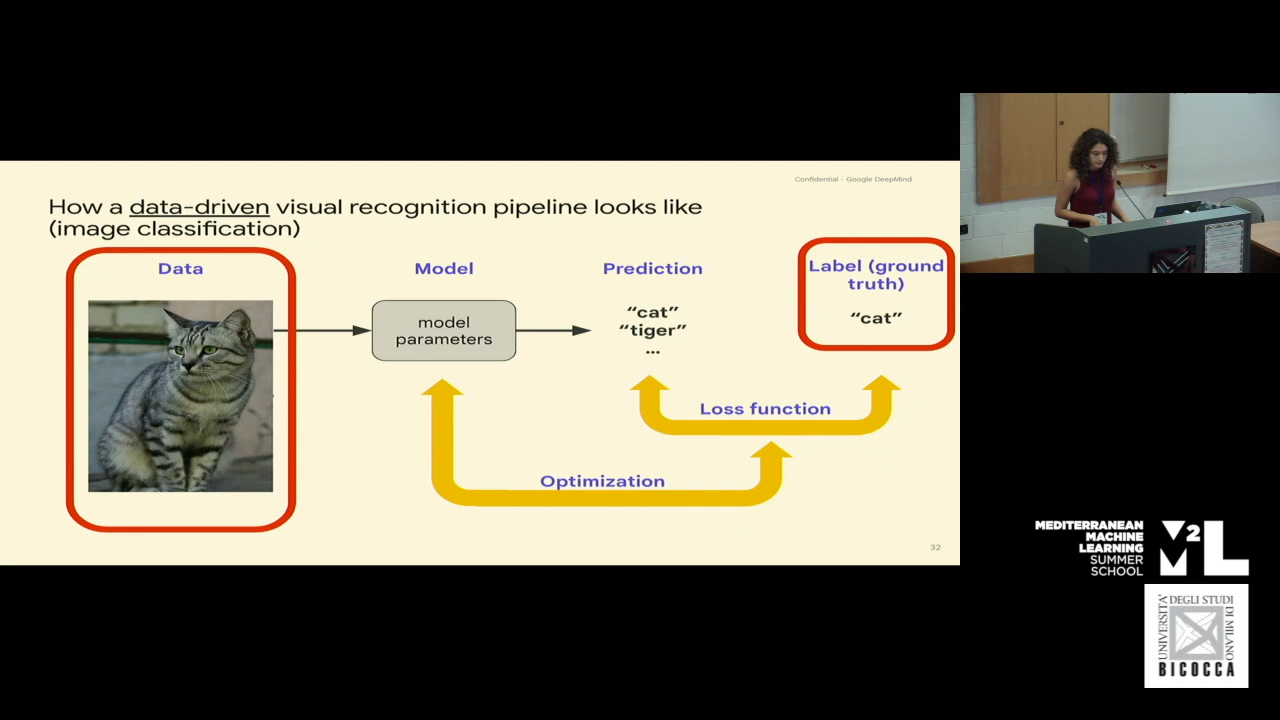 Confidential - Google DeepMind
How a data-driven visual recognition pipeline looks like
(image classification)
Data
Model
Prediction
Label (ground
truth)
model
parameters
“cat”
“tiger”
...
“cat”
Loss function
Optimization
32
MEDITERRANEAN
MACHINE
LEARNING
SUMMER
SCHOOL
M2L
UNIVERSITA'
DEGLI STUDI
DI MILANO
BICOCCA